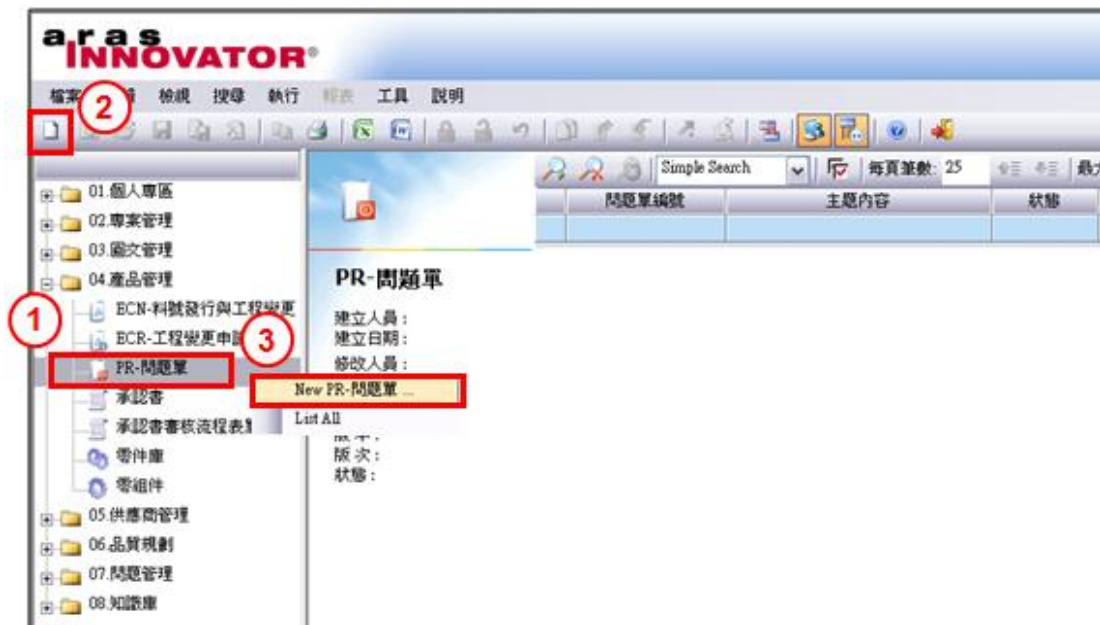 aras
INNOVATOR®
檔案 檢視 搜尋 執行 報表 工具 說明
2
Simple Search 每頁筆數: 25
問題單編號 主題內容 狀態
01.個人專區
02.專案管理
03.圖文管理
04.產品管理
ECN-料號發行與工程變更
ECR-工程變更申
PR-問題單
承認書
承認書審核流程表
零件庫
零組件
05.供應商管理
06.品質規劃
07.問題管理
08.知識庫
1
3
PR-問題單
建立人員:
建立日期:
修改人員:
New PR-問題單 ...
List All
版次:
狀態: